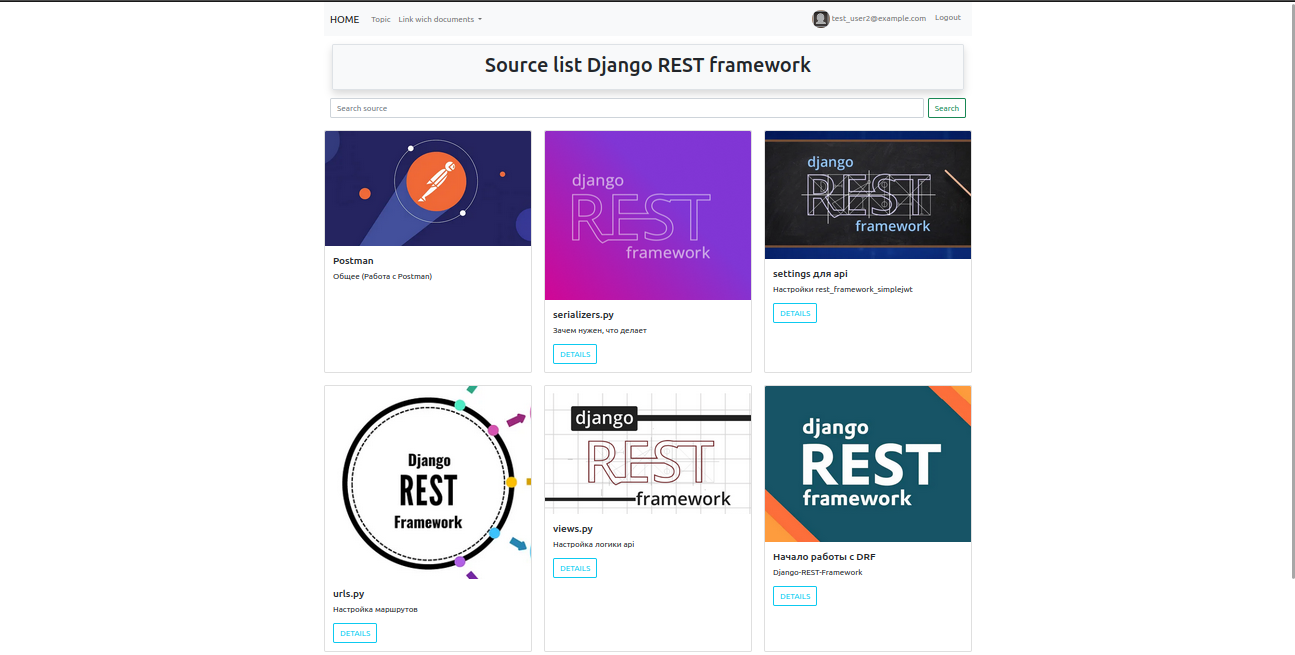 HOME Topic Link wich documents test_user2@example.com Logout
Source list Django REST framework
Search source Search
Postman
Общее (Работа с Postman)
django
REST
framework
serializers.py
Зачем нужен, что делает
DETAILS
django
REST
framework
settings для api
Настройки rest_framework_simplejwt
DETAILS
Django
REST
Framework
urls.py
Настройка маршрутов
DETAILS
django
REST
framework
views.py
Настройка логики api
DETAILS
django
REST
framework
Начало работы с DRF
Django-REST-Framework
DETAILS